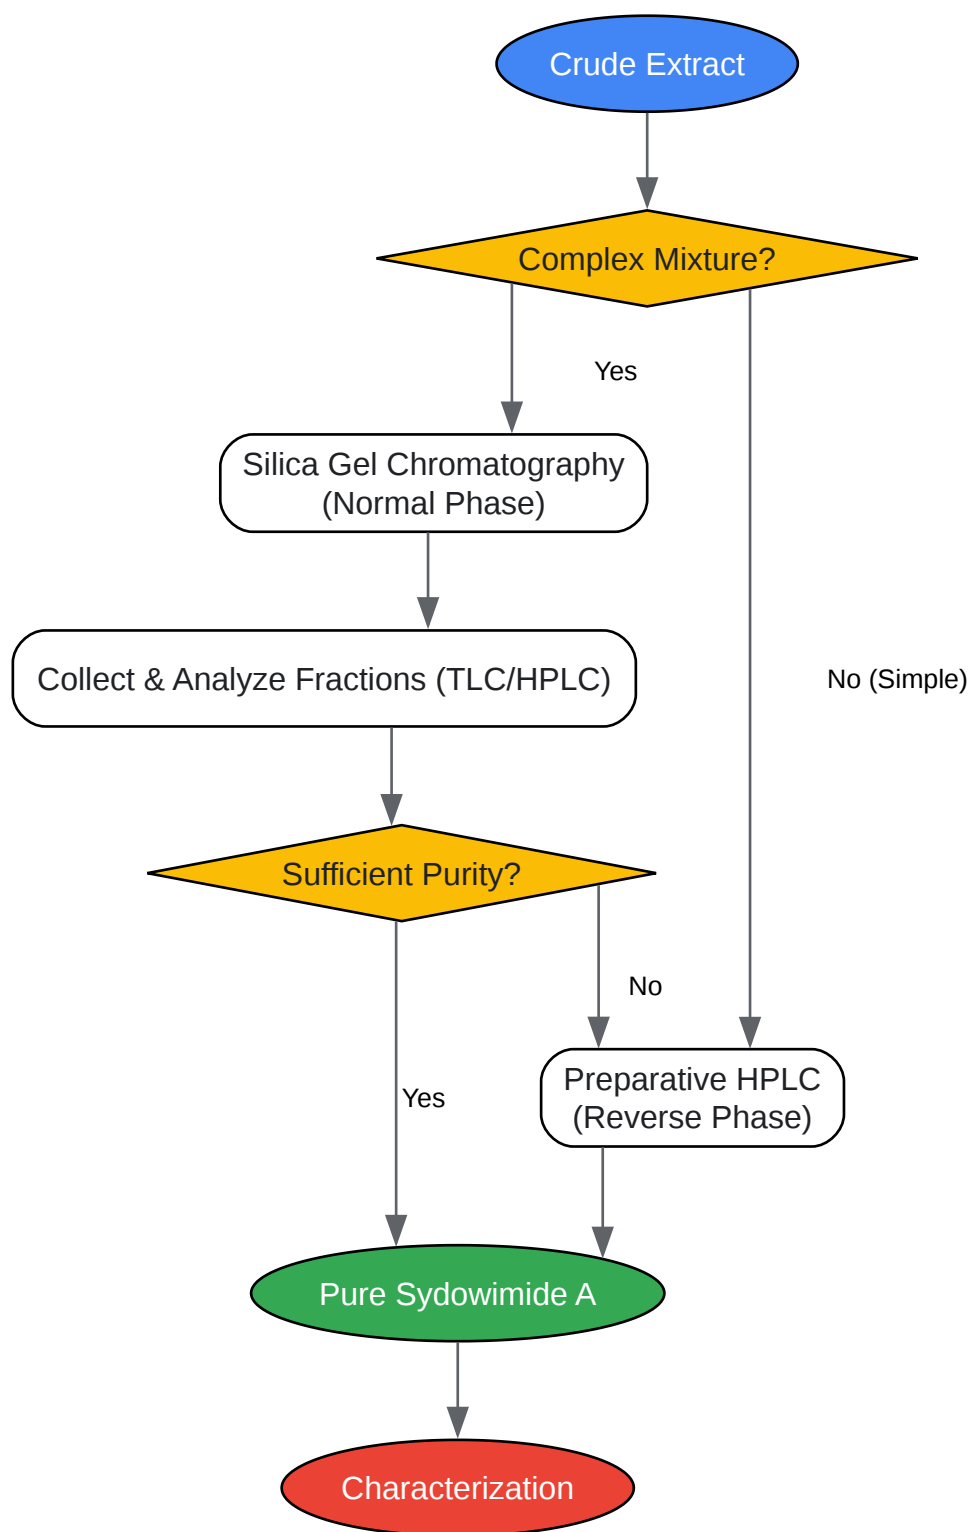 Crude Extract
Complex Mixture?
Yes
Silica Gel Chromatography
(Normal Phase)
Collect & Analyze Fractions (TLC/HPLC)
No (Simple)
Sufficient Purity?
No
Preparative HPLC
(Reverse Phase)
Yes
Pure Sydowimide A
Characterization